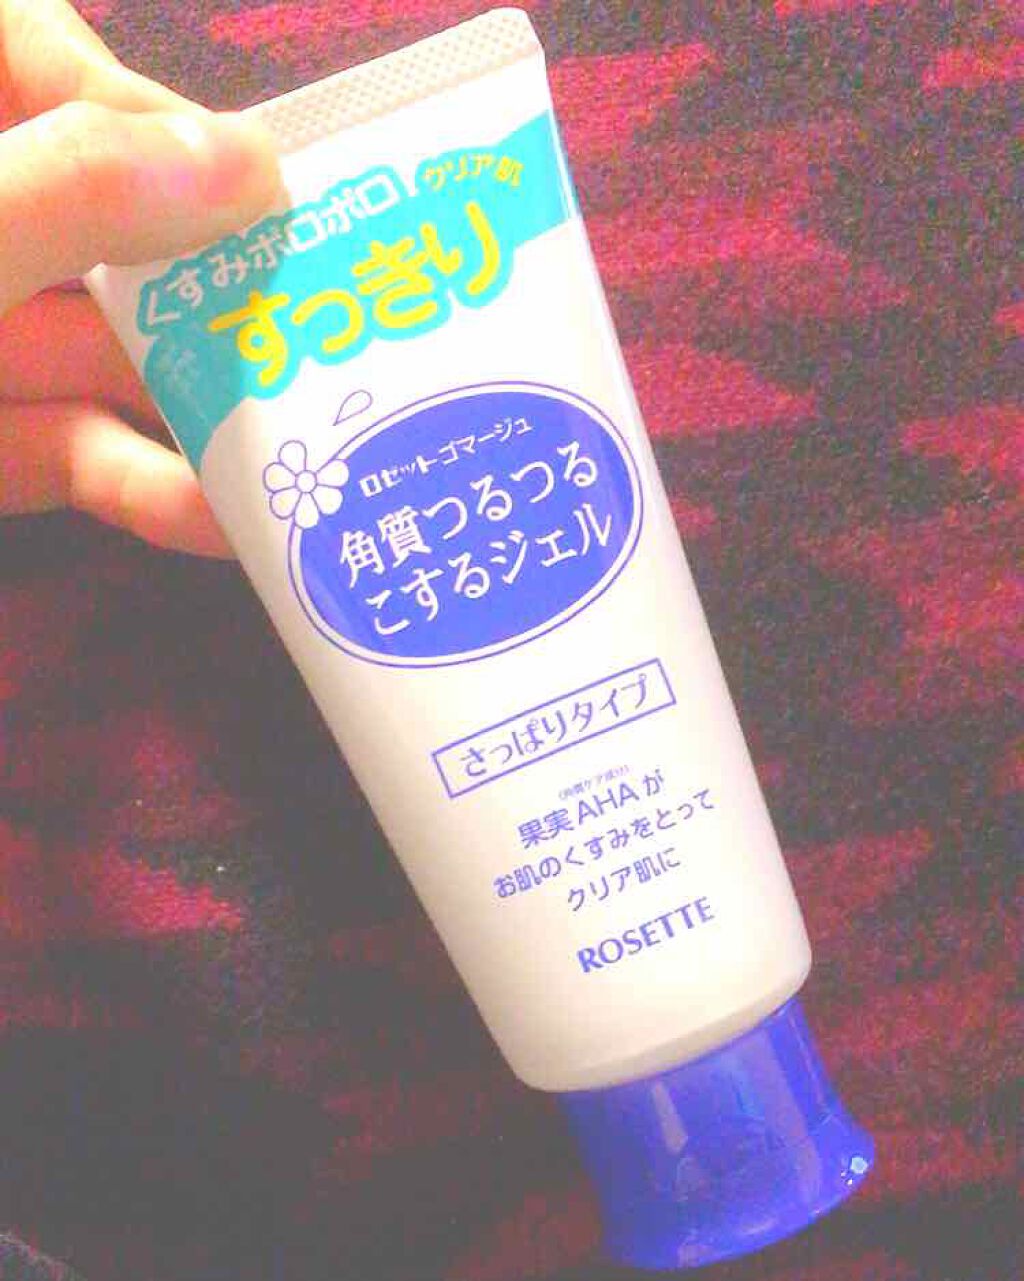 くすみポロポロ クリア肌
すっきり
ロゼットゴマージュ
角質つるつる
こするジェル
さっぱりタイプ
(角質ケア成分)
果実AHAが
お肌のくすみをとって
クリア肌に
ROSETTE